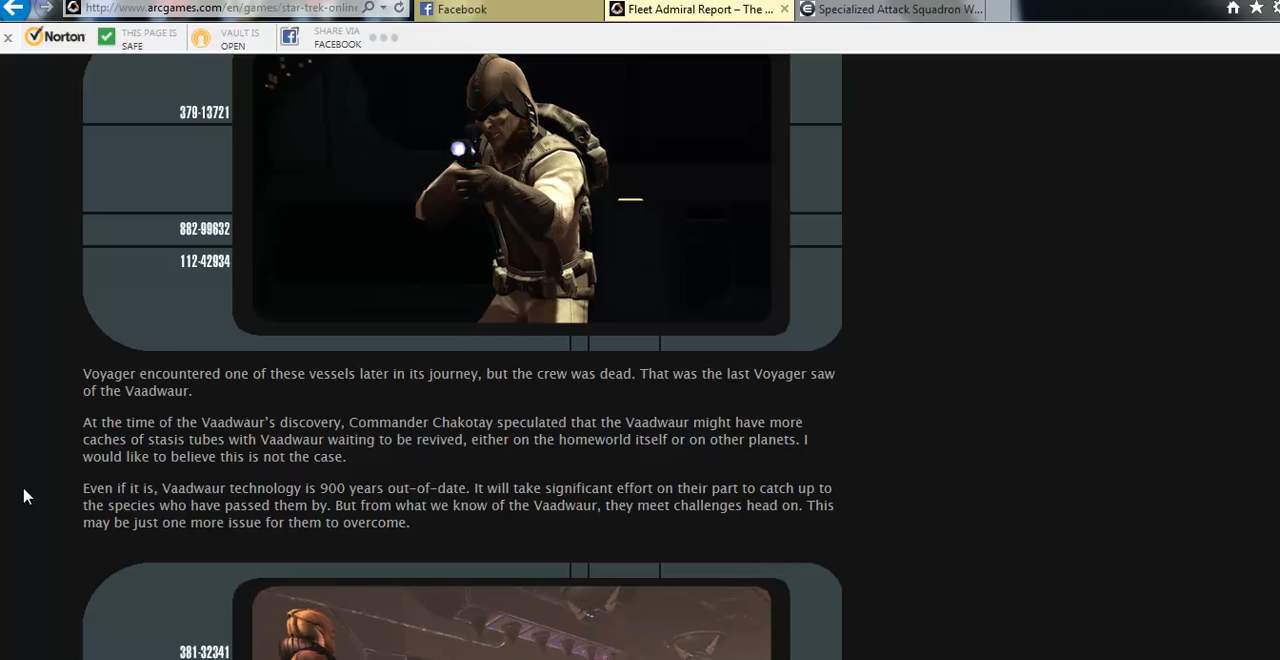 http://www.arcgames.com/en/games/star-trek-online
Facebook
Fleet Admiral Report – The ...
Specialized Attack Squadron W...
Norton
THIS PAGE IS
SAFE
VAULT IS
OPEN
SHARE VIA
FACEBOOK
379-13721
882-99632
112-42934
Voyager encountered one of these vessels later in its journey, but the crew was dead. That was the last Voyager saw
of the Vaadwaur.
At the time of the Vaadwaur’s discovery, Commander Chakotay speculated that the Vaadwaur might have more
caches of stasis tubes with Vaadwaur waiting to be revived, either on the homeworld itself or on other planets. I
would like to believe this is not the case.
Even if it is, Vaadwaur technology is 900 years out-of-date. It will take significant effort on their part to catch up to
the species who have passed them by. But from what we know of the Vaadwaur, they meet challenges head on. This
may be just one more issue for them to overcome.
381-32341